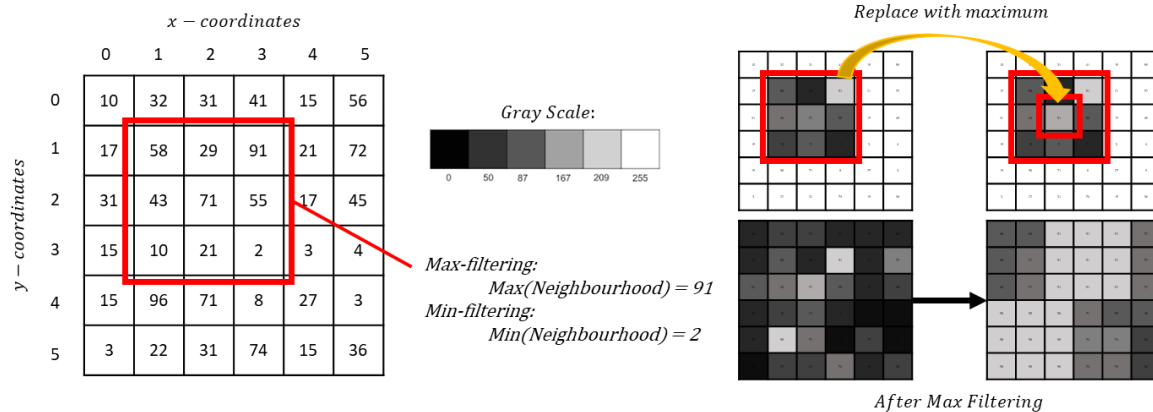 x − coordinates
0 1 2 3 4 5
y − coordinates
0 10 32 31 41 15 56
1 17 58 29 91 21 72
2 31 43 71 55 17 45
3 15 10 21 2 3 4
4 15 96 71 8 27 3
5 3 22 31 74 15 36
Gray Scale:
0 50 87 167 209 255
Max-filtering:
Max(Neighbourhood) = 91
Min-filtering:
Min(Neighbourhood) = 2
Replace with maximum
After Max Filtering